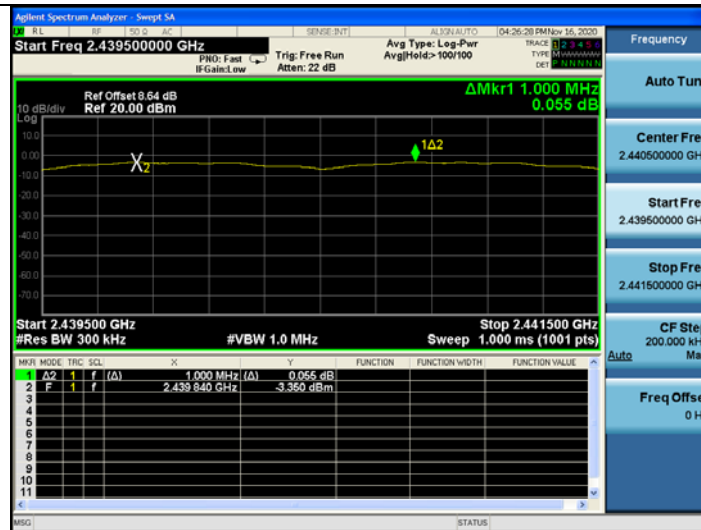 Agilent Spectrum Analyzer - Swept SA
RL RF 50 Ω AC SENSE:INT ALIGNAUTO 04:26:28 PM Nov 16, 2020
Start Freq 2.439500000 GHz
PNO: Fast
IFGain:Low
Trig: Free Run
Atten: 22 dB
Avg Type: Log-Pwr
Avg|Hold:>100/100
TRACE 1 2 3 4 5 6
TYPE MWWWWW
DET P N N N N N
Ref Offset 8.64 dB
Ref 20.00 dBm
10 dB/div
Log
ΔMkr1 1.000 MHz
0.055 dB
10.0
0.00
-10.0
-20.0
-30.0
-40.0
-50.0
-60.0
-70.0
X2
1Δ2
Start 2.439500 GHz
Stop 2.441500 GHz
#Res BW 300 kHz #VBW 1.0 MHz Sweep 1.000 ms (1001 pts)
MKR MODE TRC SCL X Y FUNCTION FUNCTION WIDTH FUNCTION VALUE
1 Δ2 1 f (Δ) 1.000 MHz (Δ) 0.055 dB
2 F 1 f 2.439 840 GHz -3.350 dBm
3
4
5
6
7
8
9
10
11
MSG STATUS
Frequency
Auto Tun
Center Fre
2.440500000 GH
Start Fre
2.439500000 GH
Stop Fre
2.441500000 GH
CF Ste
200.000 kH
Auto Ma
Freq Offse
0 H